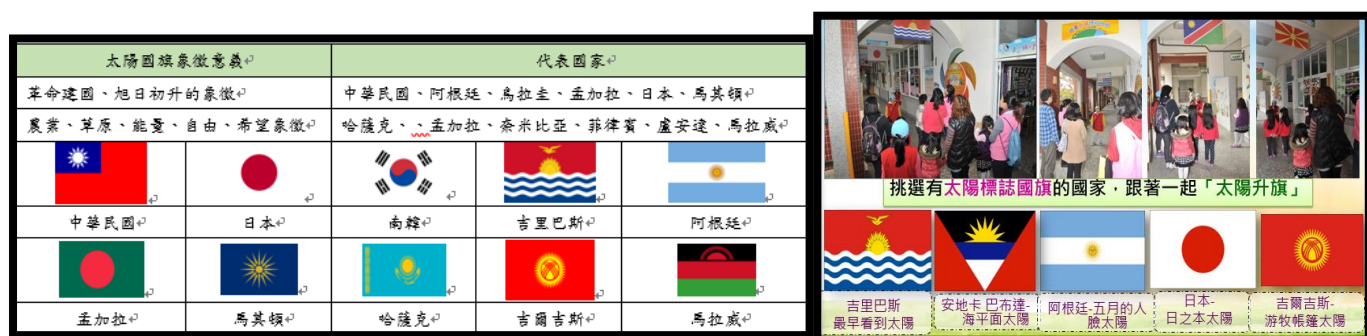 太陽國旗象徵意義
代表國家
革命建國、旭日初升的象徵
中華民國、阿根廷、烏拉圭、孟加拉、日本、馬其頓
農業、草原、能量、自由、希望象徵
哈薩克、、孟加拉、奈米比亞、菲律賓、盧安達、馬拉威
中華民國
日本
南韓
吉里巴斯
阿根廷
孟加拉
馬其頓
哈薩克
吉爾吉斯
馬拉威
挑選有太陽標誌國旗的國家，跟著一起「太陽升旗」
吉里巴斯
最早看到太陽
安地卡 巴布達-
海平面太陽
阿根廷-五月的人
臉太陽
日本-
日之本太陽
吉爾吉斯-
游牧帳篷太陽